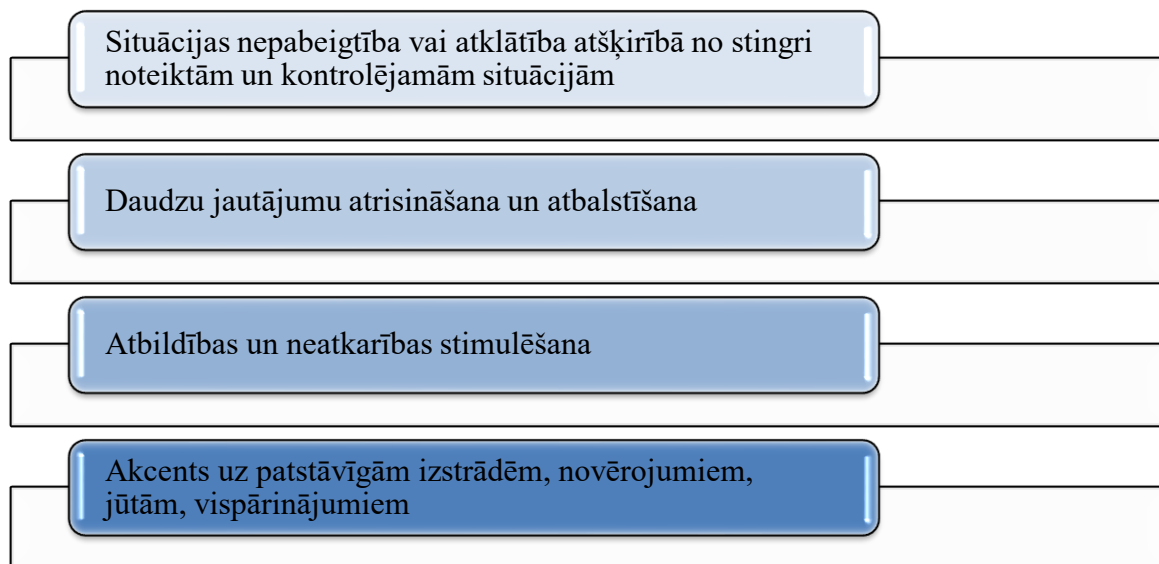 Situācijas nepabeigtība vai atklātība atšķirībā no stingri
noteiktām un kontrolējamām situācijām
Daudzu jautājumu atrisināšana un atbalstīšana
Atbildības un neatkarības stimulēšana
Akcents uz patstāvīgām izstrādēm, novērojumiem,
jūtām, vispārinājumiem